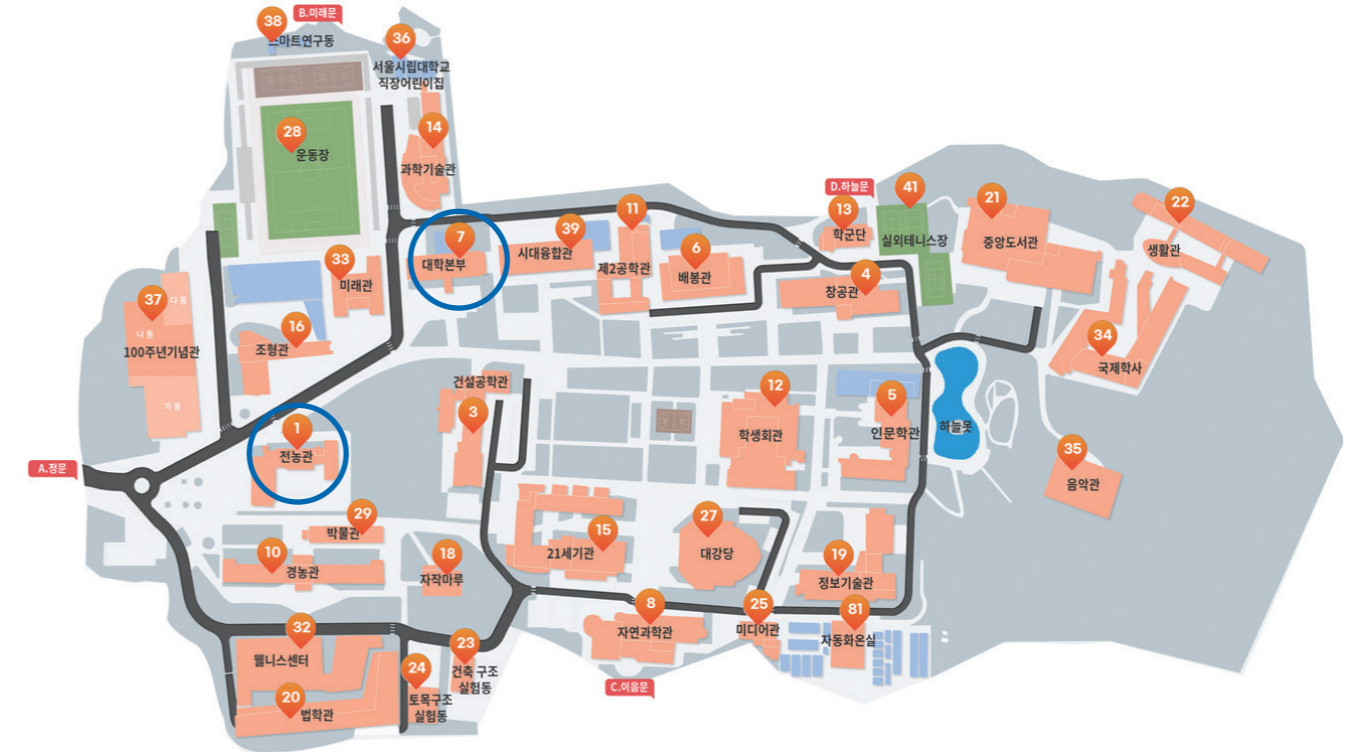 38
B.미래문
스마트연구동
36
서울시립대학교
직장어린이집
28
운동장
14
과학기술관
7
대학본부
39
시대융합관
11
제2공학관
6
배봉관
D.하늘문
13
학군단
41
실외테니스장
21
중앙도서관
22
생활관
4
창공관
33
미래관
37
다동
나동
100주년기념관
가동
16
조형관
34
국제학사
건설공학관
3
12
학생회관
5
인문학관
하늘못
1
전농관
A.정문
35
음악관
29
박물관
10
경농관
18
자작마루
15
21세기관
27
대강당
19
정보기술관
8
자연과학관
25
미디어관
81
자동화온실
32
웰니스센터
23
건축 구조
실험동
24
토목구조
실험동
20
법학관
C.이음문